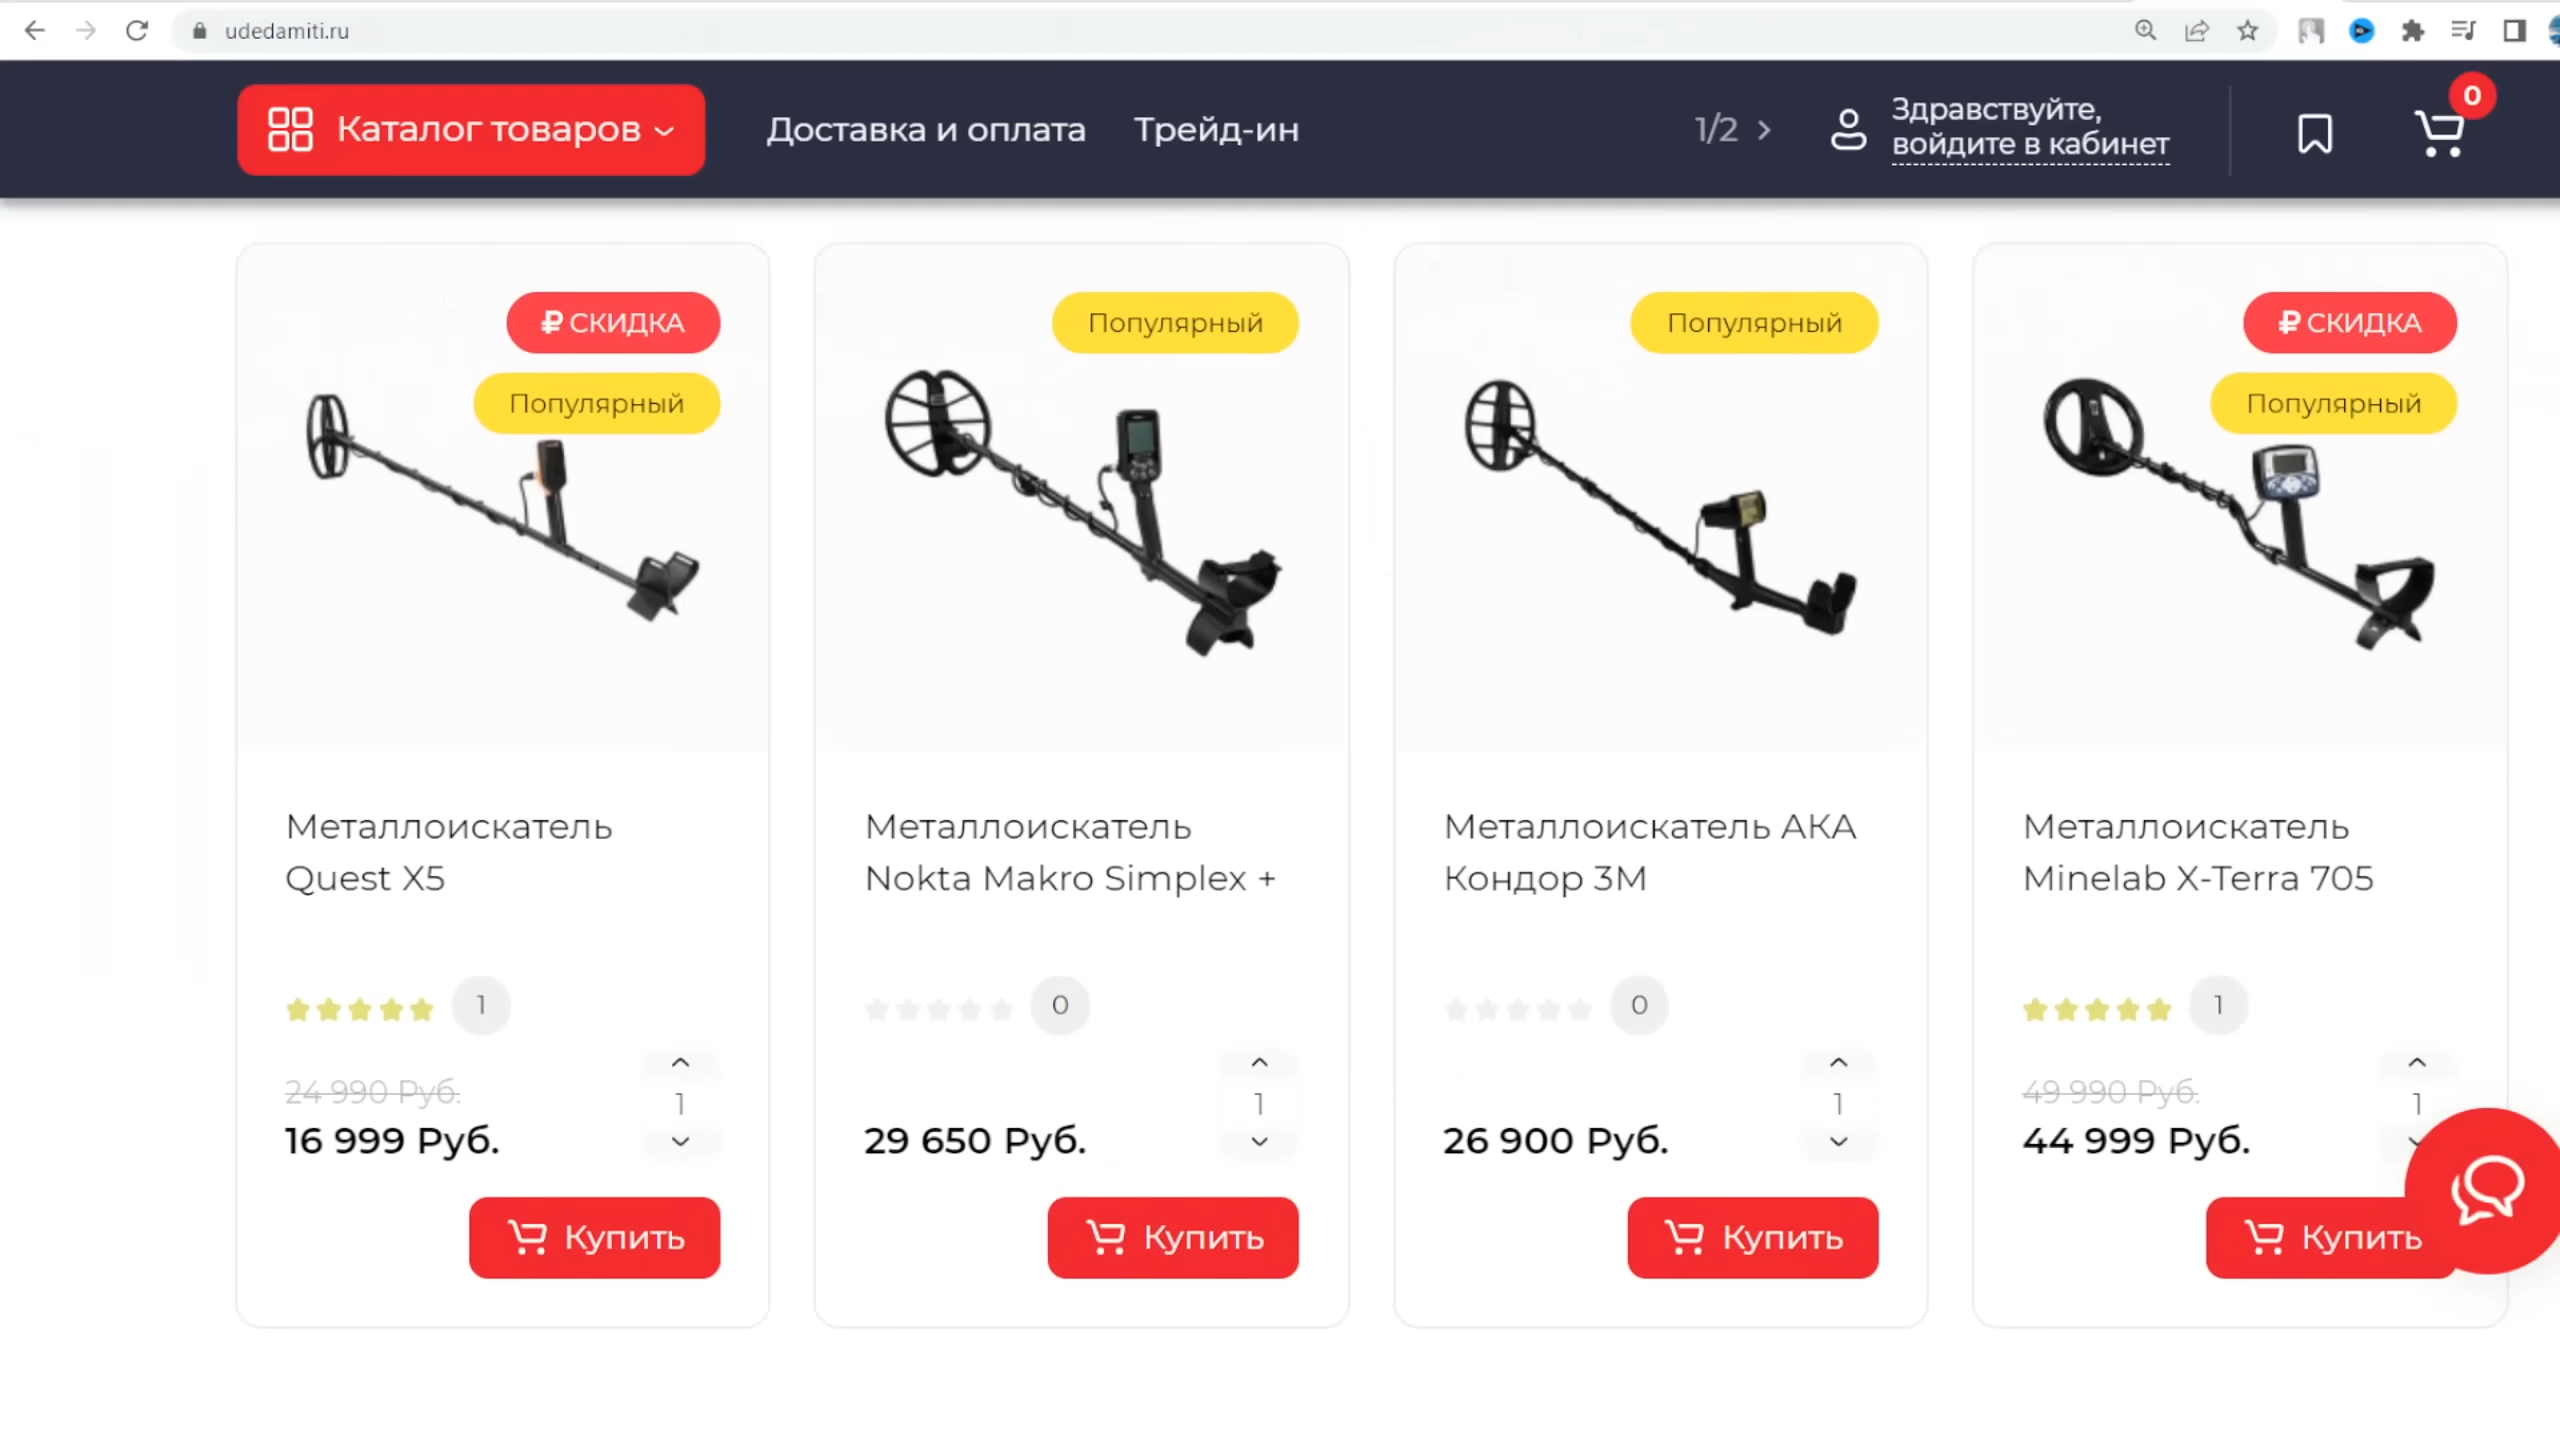 udedamiti.ru
Каталог товаров
Доставка и оплата
Трейд-ин
1/2
Здравствуйте,
войдите в кабинет
0
₽ СКИДКА
Популярный
Металлоискатель
Quest X5
1
24 990 Руб.
16 999 Руб.
1
Купить
Популярный
Металлоискатель
Nokta Makro Simplex +
0
29 650 Руб.
1
Купить
Популярный
Металлоискатель АКА
Кондор 3М
0
26 900 Руб.
1
Купить
₽ СКИДКА
Популярный
Металлоискатель
Minelab X-Terra 705
1
49 990 Руб.
44 999 Руб.
1
Купить